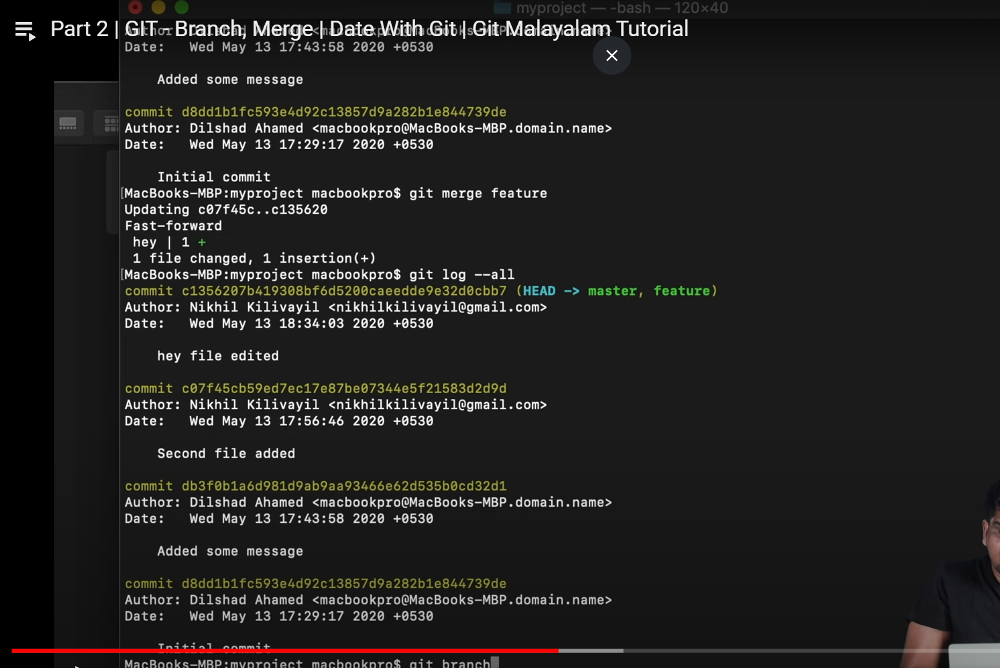 myproject — -bash — 120×40
Part 2 | GIT - Branch, Merge | Date With Git | Git Malayalam Tutorial
Author: Dilshad Ahamed <macbookpro@MacBooks-MBP.domain.name>
Date:   Wed May 13 17:43:58 2020 +0530
Added some message
commit d8dd1b1fc593e4d92c13857d9a282b1e844739de
Author: Dilshad Ahamed <macbookpro@MacBooks-MBP.domain.name>
Date:   Wed May 13 17:29:17 2020 +0530
Initial commit
[MacBooks-MBP:myproject macbookpro$ git merge feature
Updating c07f45c..c135620
Fast-forward
hey | 1 +
1 file changed, 1 insertion(+)
[MacBooks-MBP:myproject macbookpro$ git log --all
commit c1356207b419308bf6d5200caeedde9e32d0cbb7 (HEAD -> master, feature)
Author: Nikhil Kilivayil <nikhilkilivayil@gmail.com>
Date:   Wed May 13 18:34:03 2020 +0530
hey file edited
commit c07f45cb59ed7ec17e87be07344e5f21583d2d9d
Author: Nikhil Kilivayil <nikhilkilivayil@gmail.com>
Date:   Wed May 13 17:56:46 2020 +0530
Second file added
commit db3f0b1a6d981d9ab9aa93466e62d535b0cd32d1
Author: Dilshad Ahamed <macbookpro@MacBooks-MBP.domain.name>
Date:   Wed May 13 17:43:58 2020 +0530
Added some message
commit d8dd1b1fc593e4d92c13857d9a282b1e844739de
Author: Dilshad Ahamed <macbookpro@MacBooks-MBP.domain.name>
Date:   Wed May 13 17:29:17 2020 +0530
Initial commit
MacBooks-MBP:myproject macbookpro$ git branch